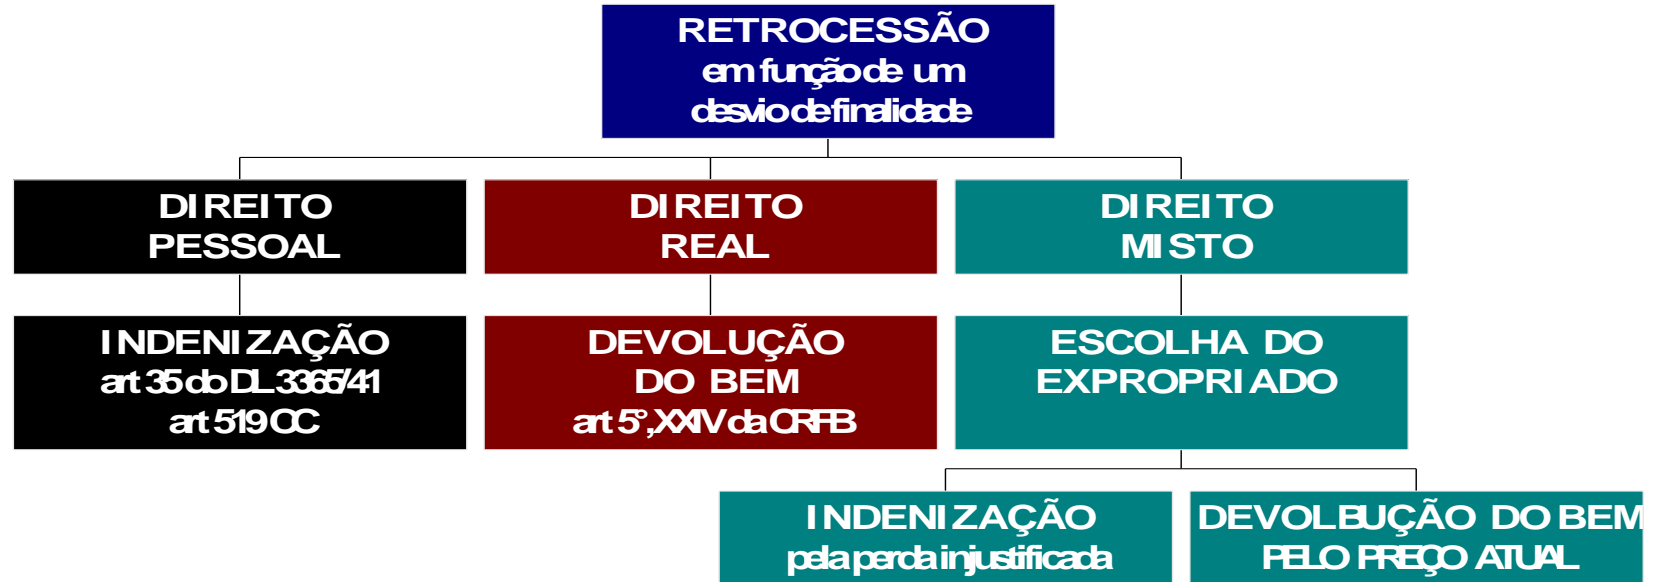 RETROCESSÃO
em função de um
desvio de finalidade
DIREITO
PESSOAL
DIREITO
REAL
DIREITO
MISTO
INDENIZAÇÃO
art 35 do DL 3365/41
art 519 CC
DEVOLUÇÃO
DO BEM
art 5º, XXIV da CRFB
ESCOLHA DO
EXPROPRIADO
INDENIZAÇÃO
pela perda injustificada
DEVOLBUÇÃO DO BEM
PELO PREÇO ATUAL